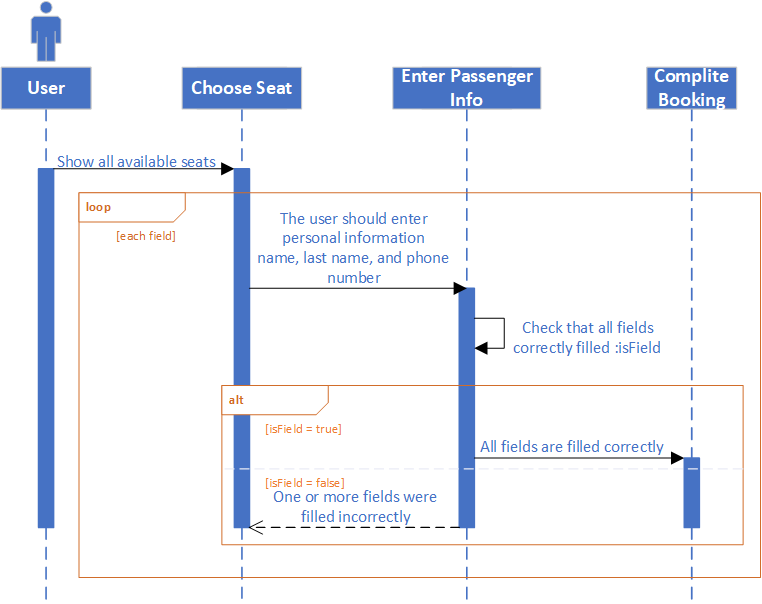 User
Choose Seat
Enter Passenger
Info
Complite
Booking
Show all available seats
loop
[each field]
The user should enter
personal information
name, last name, and phone
number
Check that all fields
correctly filled :isField
alt
[isField = true]
All fields are filled correctly
[isField = false]
One or more fields were
filled incorrectly